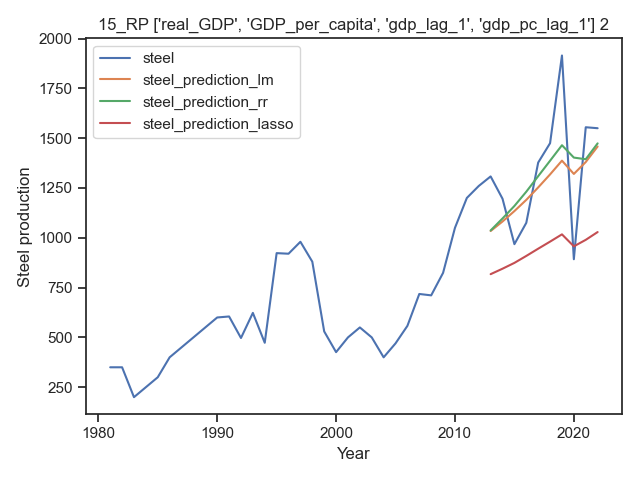 15_RP ['real_GDP', 'GDP_per_capita', 'gdp_lag_1', 'gdp_pc_lag_1'] 2
steel
steel_prediction_lm
steel_prediction_rr
steel_prediction_lasso
Steel production
2000
1750
1500
1250
1000
750
500
250
1980 1990 2000 2010 2020
Year